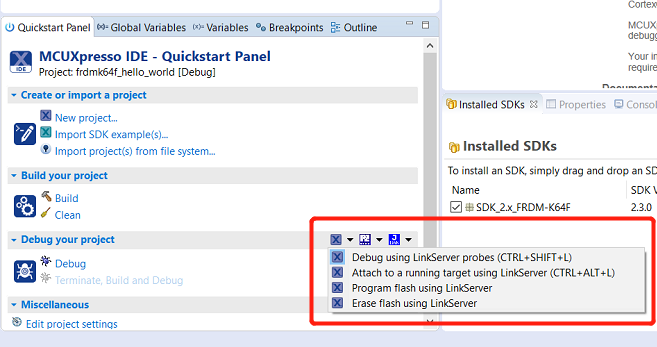 Quickstart Panel
Global Variables
Variables
Breakpoints
Outline
MCUXpresso IDE - Quickstart Panel
IDE
Project: frdmk64f_hello_world [Debug]
Create or import a project
New project...
Import SDK example(s)...
Import project(s) from file system...
Build your project
Build
Clean
Debug your project
Debug
Terminate, Build and Debug
Debug using LinkServer probes (CTRL+SHIFT+L)
Attach to a running target using LinkServer (CTRL+ALT+L)
Program flash using LinkServer
Erase flash using LinkServer
Miscellaneous
Edit project settings
Cortex
MCUX
debugg
Your in
require
Installed SDKs
Properties
Consol
Installed SDKs
To install an SDK, simply drag and drop an SD
Name
SDK V
SDK_2.x_FRDM-K64F
2.3.0